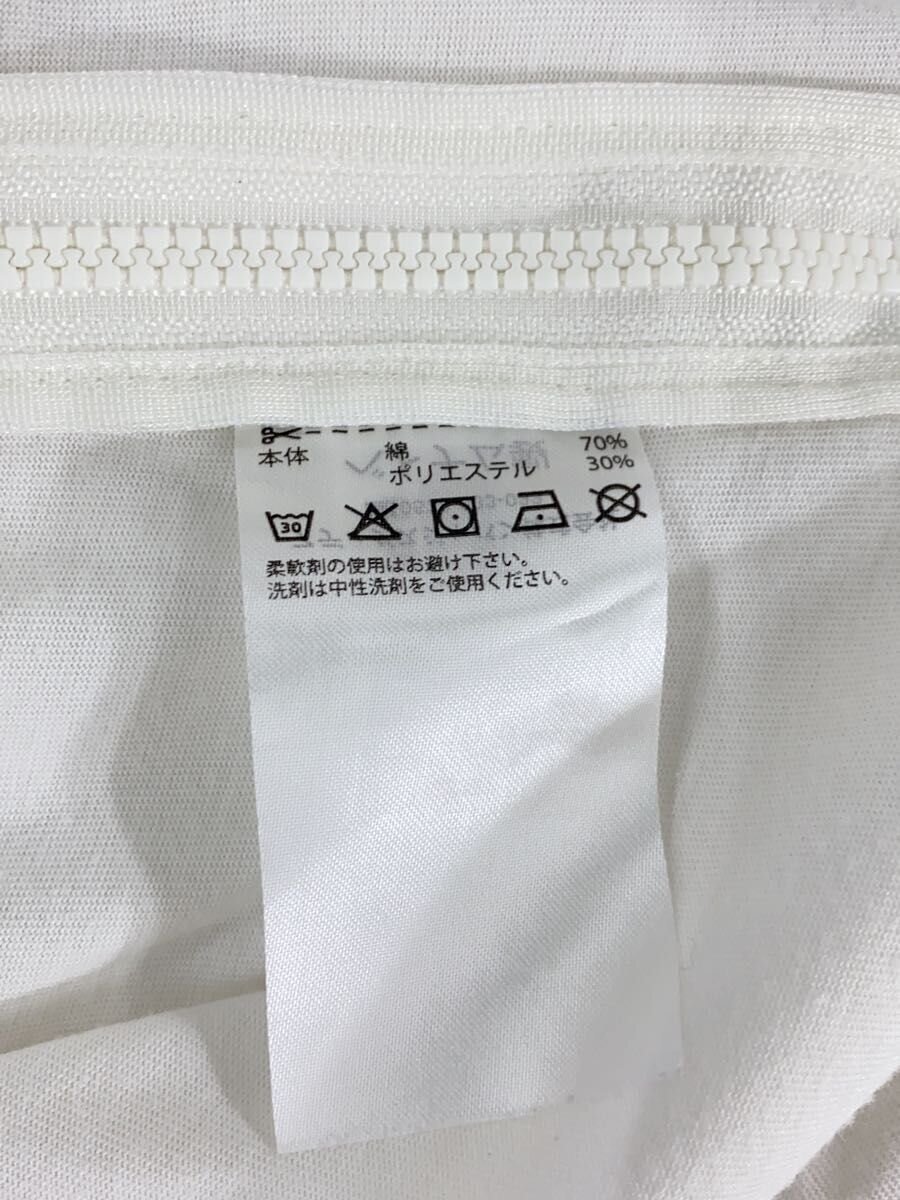 本体 綿 70%
ポリエステル 30%
30
柔軟剤の使用はお避け下さい。
洗剤は中性洗剤をご使用ください。